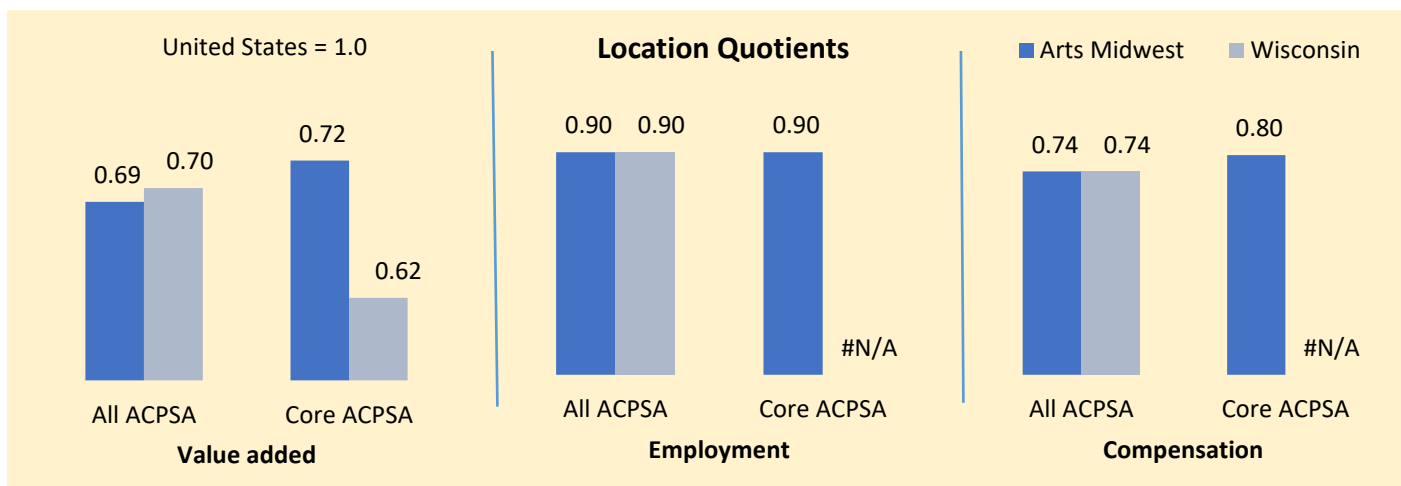 United States = 1.0
Location Quotients
Arts Midwest
Wisconsin
0.69
0.70
0.72
0.62
All ACPSA
Core ACPSA
Value added
0.90
0.90
0.90
#N/A
All ACPSA
Core ACPSA
Employment
0.74
0.74
0.80
#N/A
All ACPSA
Core ACPSA
Compensation